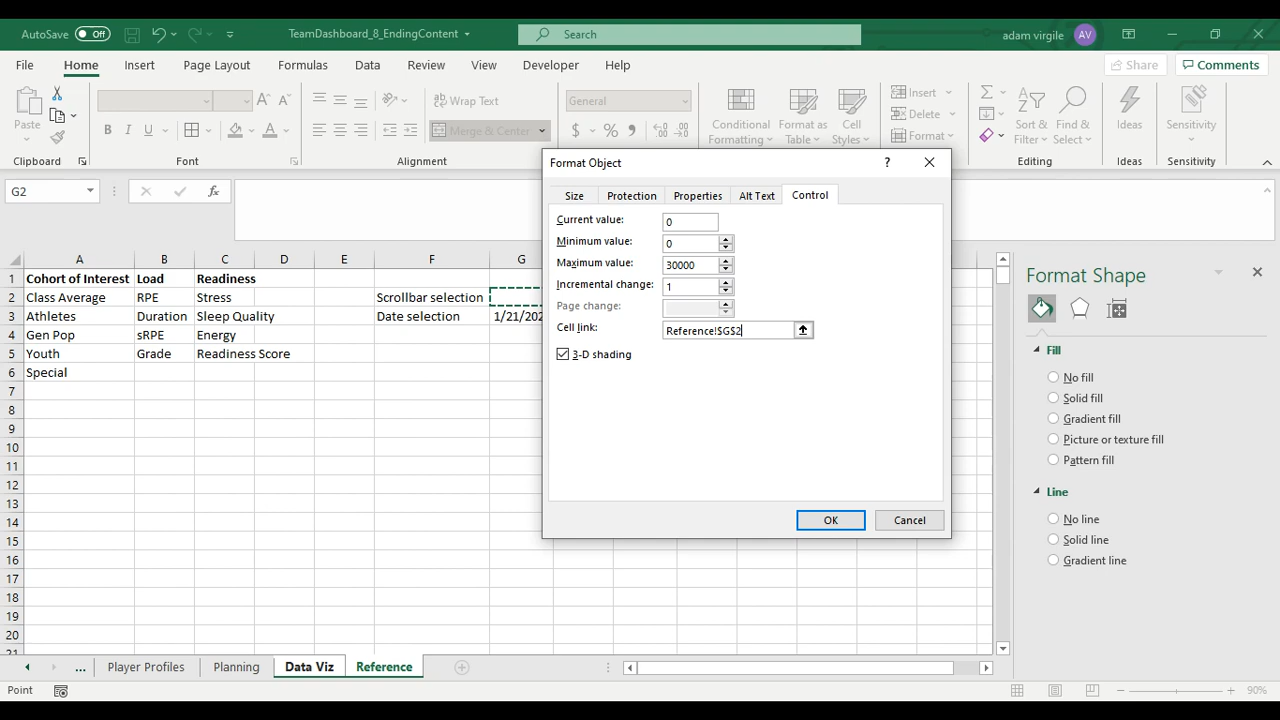 AutoSave Off TeamDashboard_8_EndingContent Search adam virgile AV
File Home Insert Page Layout Formulas Data Review View Developer Help Share Comments
Paste B I U Wrap Text Merge & Center General $ % Conditional Formatting Format as Table Cell Styles Insert Delete Format Sort & Filter Find & Select Ideas Sensitivity
Clipboard Font Alignment Editing Ideas Sensitivity
G2 fx
Format Object ?
Size Protection Properties Alt Text Control
Current value: 0
Minimum value: 0
Maximum value: 30000
Incremental change: 1
Page change:
Cell link: Reference!$G$2
3-D shading
OK Cancel
A B C D E F G
1 Cohort of Interest Load Readiness
2 Class Average RPE Stress Scrollbar selection
3 Athletes Duration Sleep Quality Date selection 1/21/202
4 Gen Pop sRPE Energy
5 Youth Grade Readiness Score
6 Special
7
8
9
10
11
12
13
14
15
16
17
18
19
20
21
Format Shape
Fill
No fill
Solid fill
Gradient fill
Picture or texture fill
Pattern fill
Line
No line
Solid line
Gradient line
... Player Profiles Planning Data Viz Reference
Point 90%